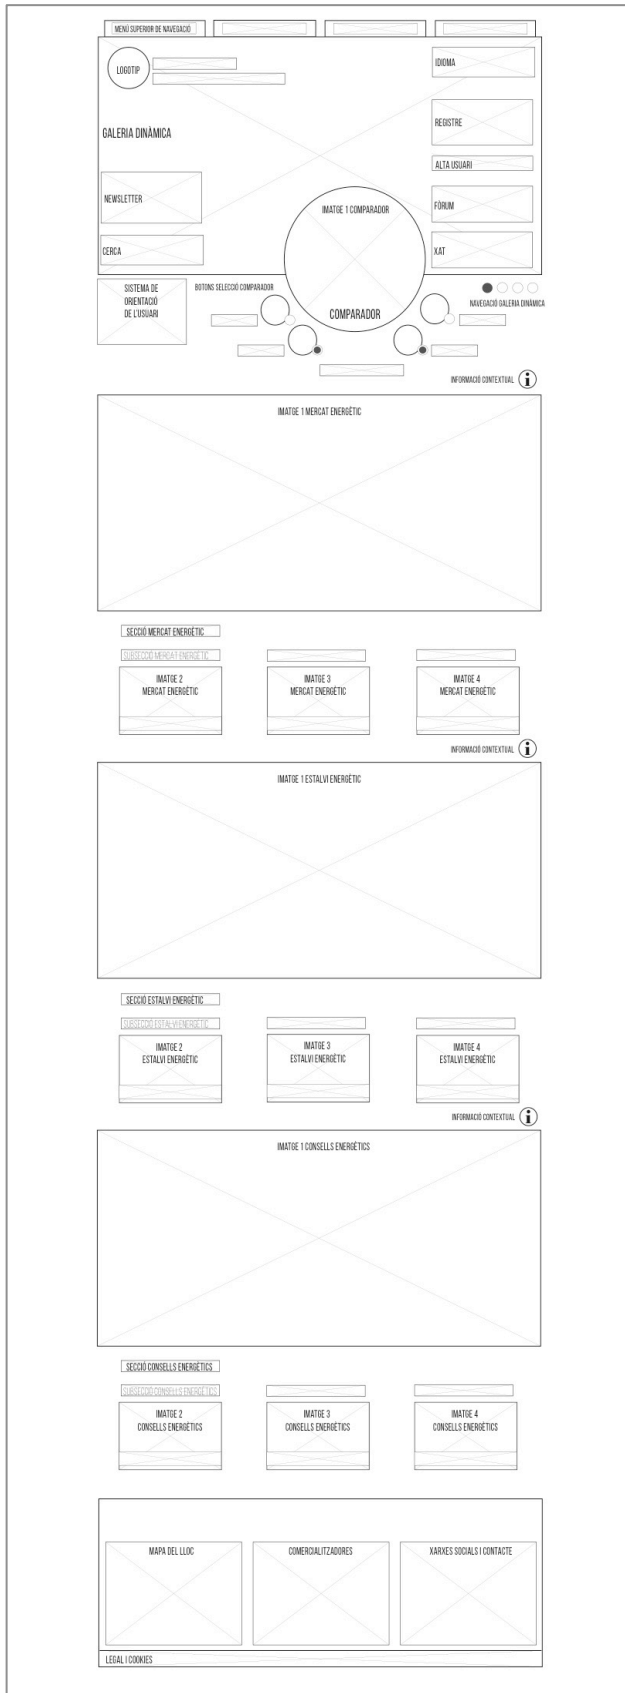 MENÚ SUPERIOR DE NAVEGACIÓ
LOGOTIP
IDIOMA
GALERIA DINÀMICA
REGISTRE
ALTA USUARI
NEWSLETTER
FÒRUM
IMATGE 1 COMPARADOR
CERCA
XAT
SISTEMA DE
ORIENTACIÓ
DE L'USUARI
BOTONS SELECCIÓ COMPARADOR
COMPARADOR
NAVEGACIÓ GALERIA DINÀMICA
INFORMACIÓ CONTEXTUAL i
IMATGE 1 MERCAT ENERGÈTIC
SECCIÓ MERCAT ENERGÈTIC
SUBSECCIÓ MERCAT ENERGÈTIC
IMATGE 2
MERCAT ENERGÈTIC
IMATGE 3
MERCAT ENERGÈTIC
IMATGE 4
MERCAT ENERGÈTIC
INFORMACIÓ CONTEXTUAL i
IMATGE 1 ESTALVI ENERGÈTIC
SECCIÓ ESTALVI ENERGÈTIC
SUBSECCIÓ ESTALVI ENERGÈTIC
IMATGE 2
ESTALVI ENERGÈTIC
IMATGE 3
ESTALVI ENERGÈTIC
IMATGE 4
ESTALVI ENERGÈTIC
INFORMACIÓ CONTEXTUAL i
IMATGE 1 CONSELLS ENERGÈTICS
SECCIÓ CONSELLS ENERGÈTICS
SUBSECCIÓ CONSELLS ENERGÈTICS
IMATGE 2
CONSELLS ENERGÈTICS
IMATGE 3
CONSELLS ENERGÈTICS
IMATGE 4
CONSELLS ENERGÈTICS
MAPA DEL LLOC
COMERCIALITZADORES
XARXES SOCIALS I CONTACTE
LEGAL I COOKIES